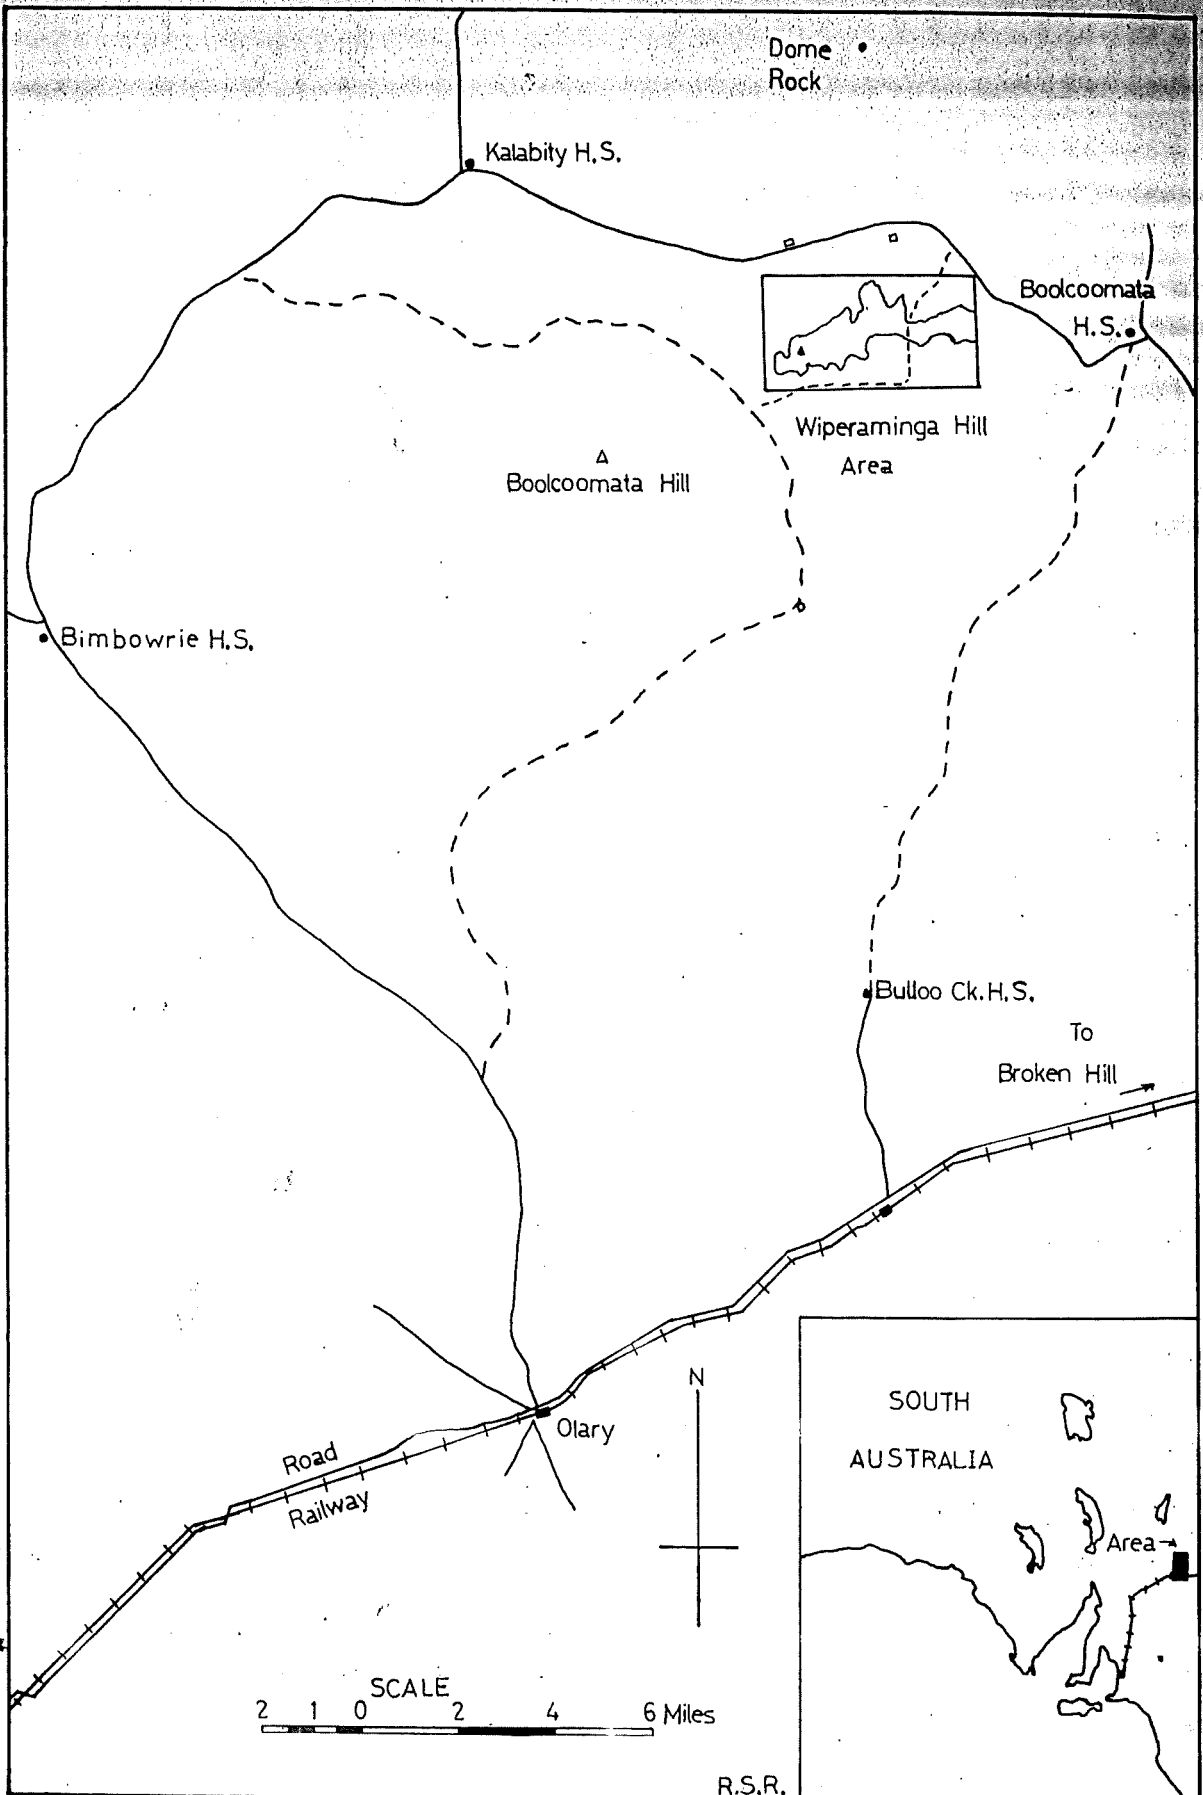 Dome
Rock
Kalabity H.S.
Boolcoomata
H.S.
Wiperaminga Hill
Area
Boolcoomata Hill
Bimbowrie H.S.
Bulloo Ck. H.S.
To
Broken Hill
Olary
Road
Railway
N
SOUTH
AUSTRALIA
Area
SCALE
2 1 0 2 4 6 Miles
R.S.R.